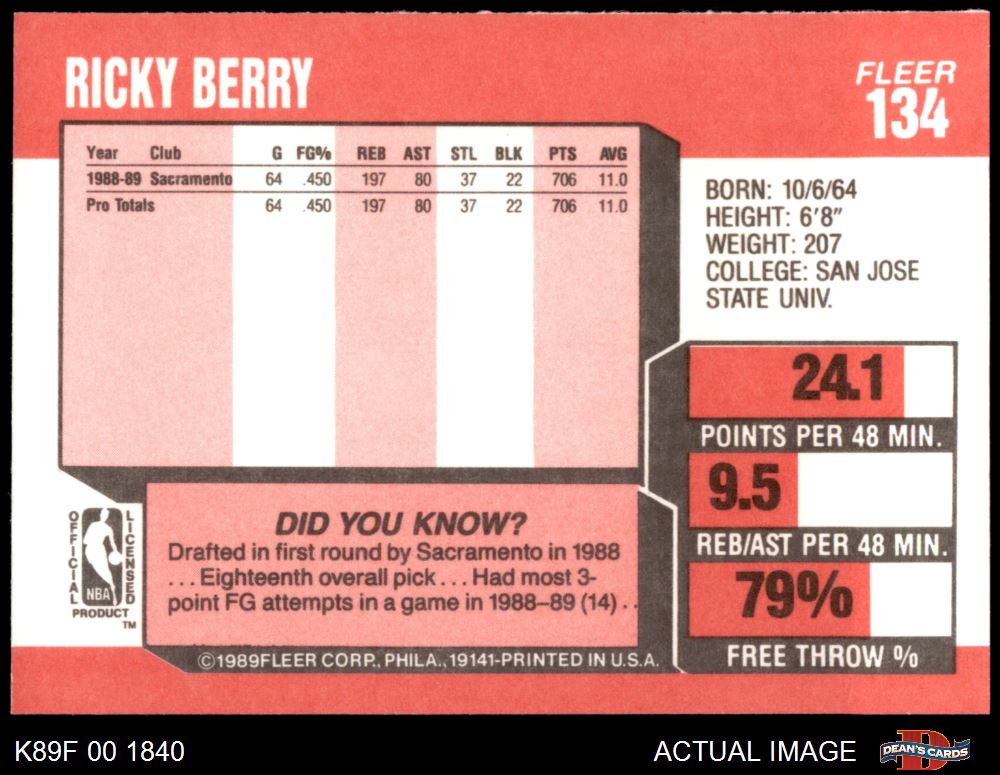 RICKY BERRY
FLEER
134
Year Club G FG% REB AST STL BLK PTS AVG
1988-89 Sacramento 64 .450 197 80 37 22 706 11.0
Pro Totals 64 .450 197 80 37 22 706 11.0
BORN: 10/6/64
HEIGHT: 6'8"
WEIGHT: 207
COLLEGE: SAN JOSE
STATE UNIV.
24.1
POINTS PER 48 MIN.
9.5
REB/AST PER 48 MIN.
79%
FREE THROW %
DID YOU KNOW?
Drafted in first round by Sacramento in 1988
... Eighteenth overall pick ... Had most 3-
point FG attempts in a game in 1988–89 (14) ..
OFFICIAL
LICENSED
NBA
PRODUCT
TM
©1989FLEER CORP., PHILA., 19141-PRINTED IN U.S.A.
K89F 00 1840
ACTUAL IMAGE
DEAN'S CARDS